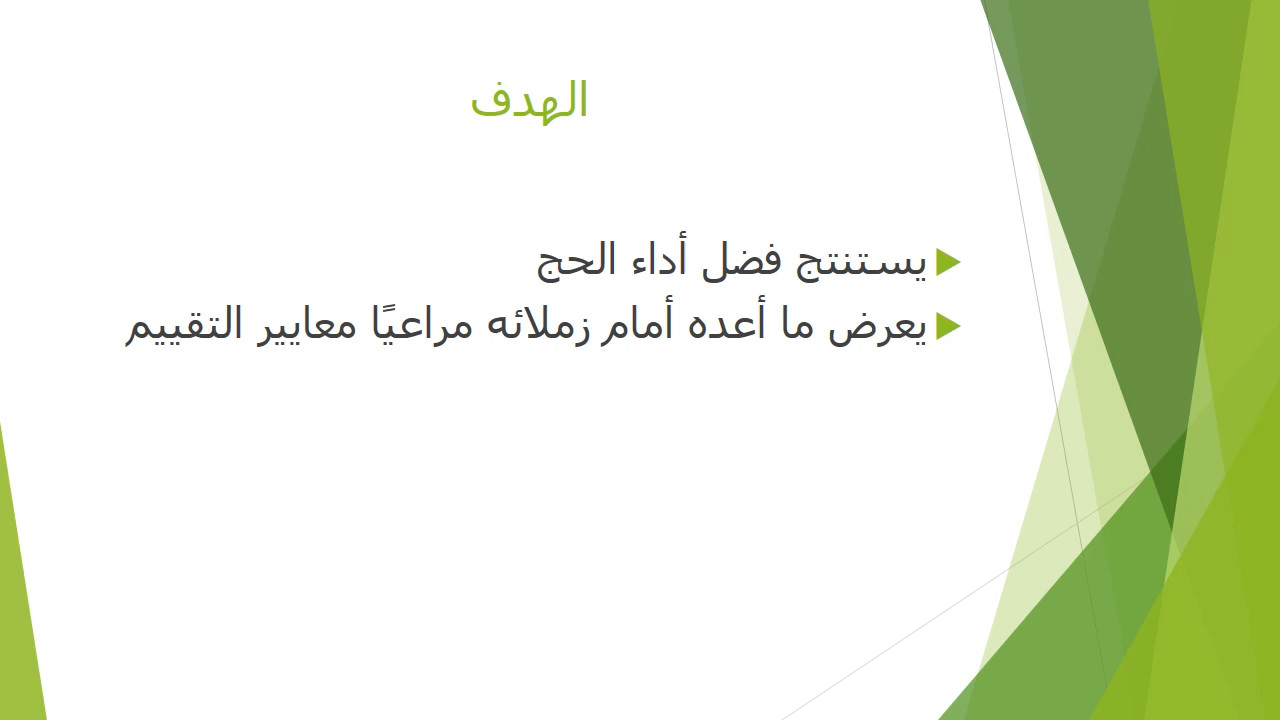 الهدف
يستنتج فضل أداء الحج
يعرض ما أعده أمام زملائه مراعيًا معايير التقييم